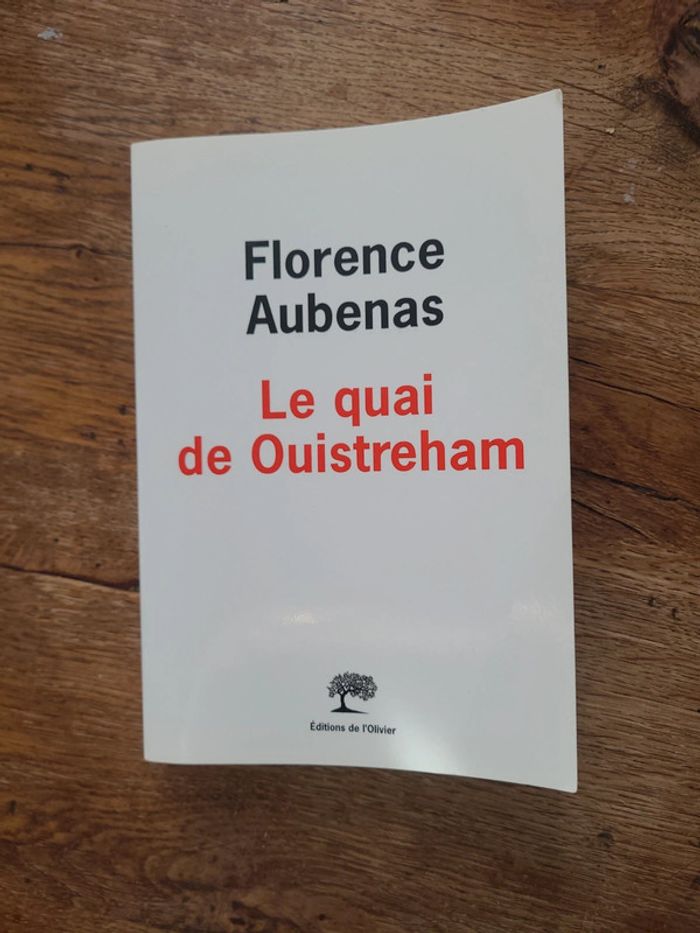 Florence
Aubenas
Le quai
de Ouistreham
Éditions de l'Olivier